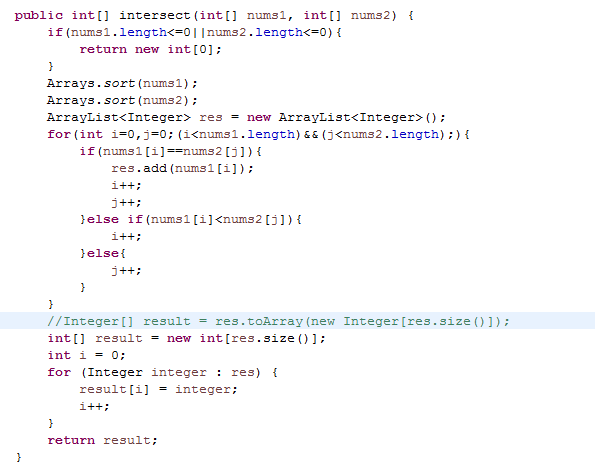 public int[] intersect(int[] nums1, int[] nums2) {
    if(nums1.length<=0||nums2.length<=0){
        return new int[0];
    }
    Arrays.sort(nums1);
    Arrays.sort(nums2);
    ArrayList<Integer> res = new ArrayList<Integer>();
    for(int i=0,j=0;(i<nums1.length)&&(j<nums2.length);){
        if(nums1[i]==nums2[j]){
            res.add(nums1[i]);
            i++;
            j++;
        }else if(nums1[i]<nums2[j]){
            i++;
        }else{
            j++;
        }
    }
    //Integer[] result = res.toArray(new Integer[res.size()]);
    int[] result = new int[res.size()];
    int i = 0;
    for (Integer integer : res) {
        result[i] = integer;
        i++;
    }
    return result;
}